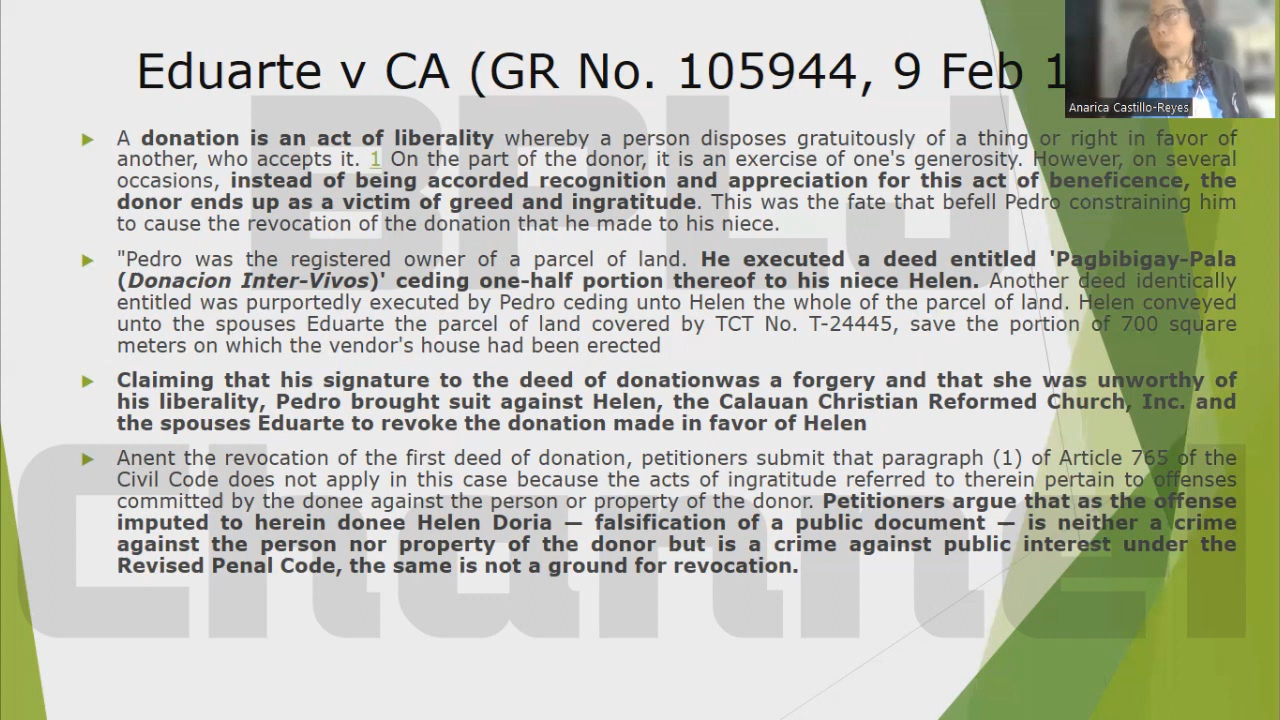 Eduarte v CA (GR No. 105944, 9 Feb 1
Anarica Castillo-Reyes
A donation is an act of liberality whereby a person disposes gratuitously of a thing or right in favor of
another, who accepts it. 1 On the part of the donor, it is an exercise of one's generosity. However, on several
occasions, instead of being accorded recognition and appreciation for this act of beneficence, the
donor ends up as a victim of greed and ingratitude. This was the fate that befell Pedro constraining him
to cause the revocation of the donation that he made to his niece.
"Pedro was the registered owner of a parcel of land. He executed a deed entitled 'Pagbibigay-Pala
(Donacion Inter-Vivos)' ceding one-half portion thereof to his niece Helen. Another deed identically
entitled was purportedly executed by Pedro ceding unto Helen the whole of the parcel of land. Helen conveyed
unto the spouses Eduarte the parcel of land covered by TCT No. T-24445, save the portion of 700 square
meters on which the vendor's house had been erected
Claiming that his signature to the deed of donationwas a forgery and that she was unworthy of
his liberality, Pedro brought suit against Helen, the Calauan Christian Reformed Church, Inc. and
the spouses Eduarte to revoke the donation made in favor of Helen
Anent the revocation of the first deed of donation, petitioners submit that paragraph (1) of Article 765 of the
Civil Code does not apply in this case because the acts of ingratitude referred to therein pertain to offenses
committed by the donee against the person or property of the donor. Petitioners argue that as the offense
imputed to herein donee Helen Doria — falsification of a public document — is neither a crime
against the person nor property of the donor but is a crime against public interest under the
Revised Penal Code, the same is not a ground for revocation.
BPLJ
Channel